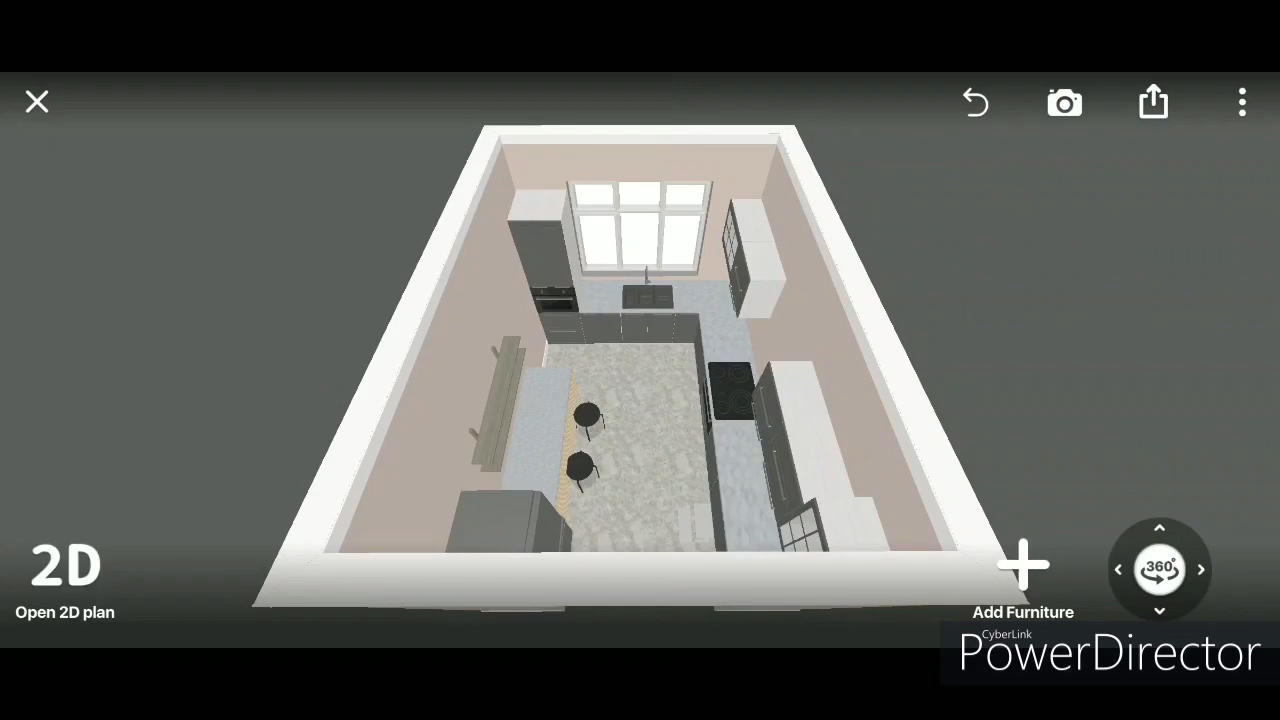 2D
Open 2D plan
360°
Add Furniture
CyberLink
PowerDirector